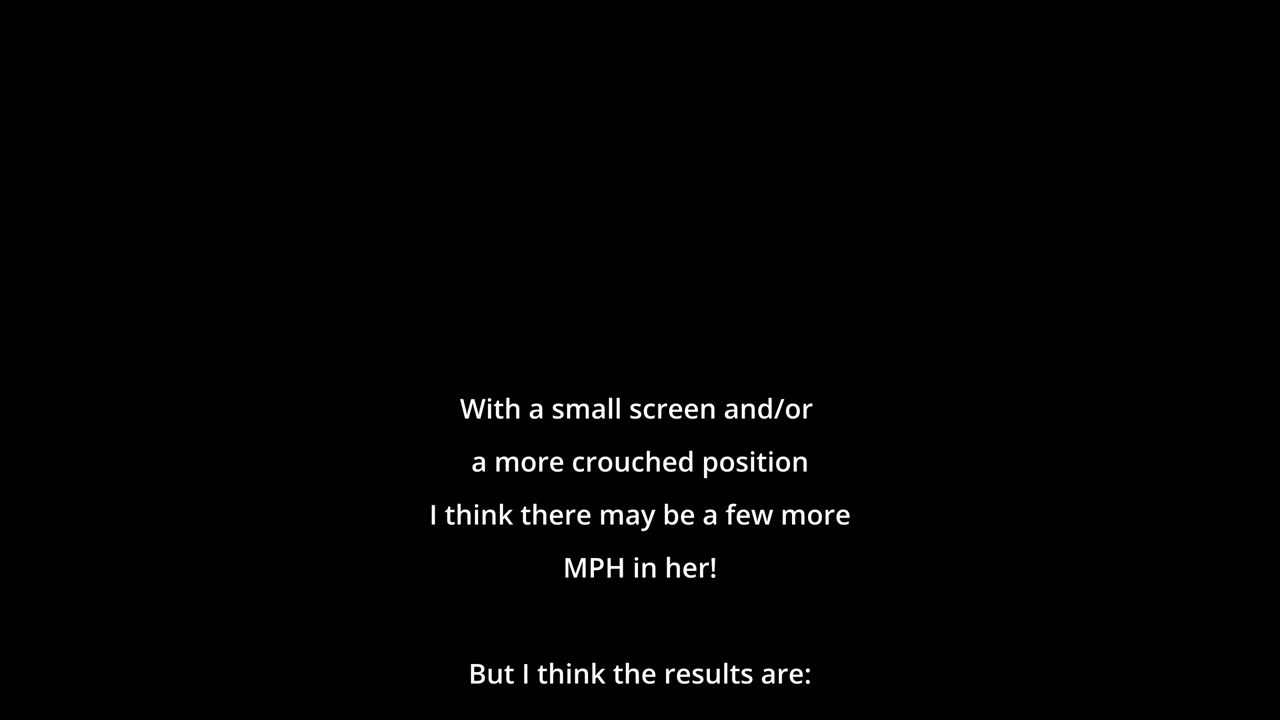 With a small screen and/or
a more crouched position
I think there may be a few more
MPH in her!
But I think the results are: